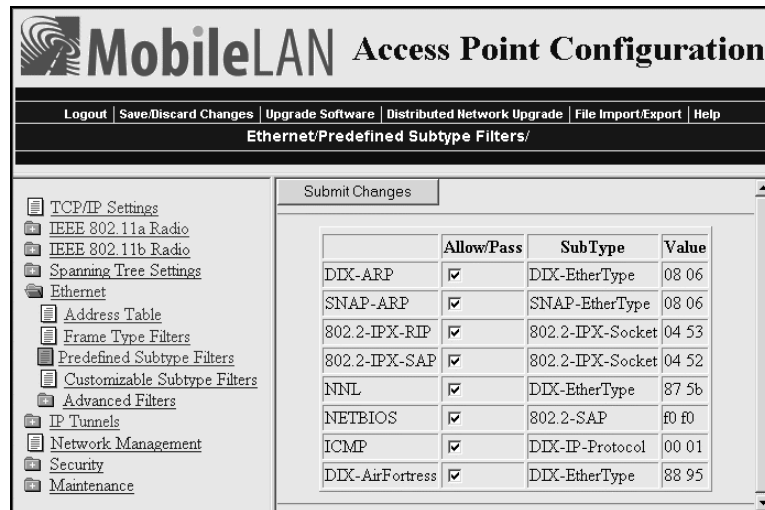 MobileLAN Access Point Configuration
Logout | Save/Discard Changes | Upgrade Software | Distributed Network Upgrade | File Import/Export | Help
Ethernet/Predefined Subtype Filters/
TCP/IP Settings
IEEE 802.11a Radio
IEEE 802.11b Radio
Spanning Tree Settings
Ethernet
Address Table
Frame Type Filters
Predefined Subtype Filters
Customizable Subtype Filters
Advanced Filters
IP Tunnels
Network Management
Security
Maintenance
Submit Changes
Allow/Pass SubType Value
DIX-ARP DIX-EtherType 08 06
SNAP-ARP SNAP-EtherType 08 06
802.2-IPX-RIP 802.2-IPX-Socket 04 53
802.2-IPX-SAP 802.2-IPX-Socket 04 52
NNL DIX-EtherType 87 5b
NETBIOS 802.2-SAP f0 f0
ICMP DIX-IP-Protocol 00 01
DIX-AirFortress DIX-EtherType 88 95